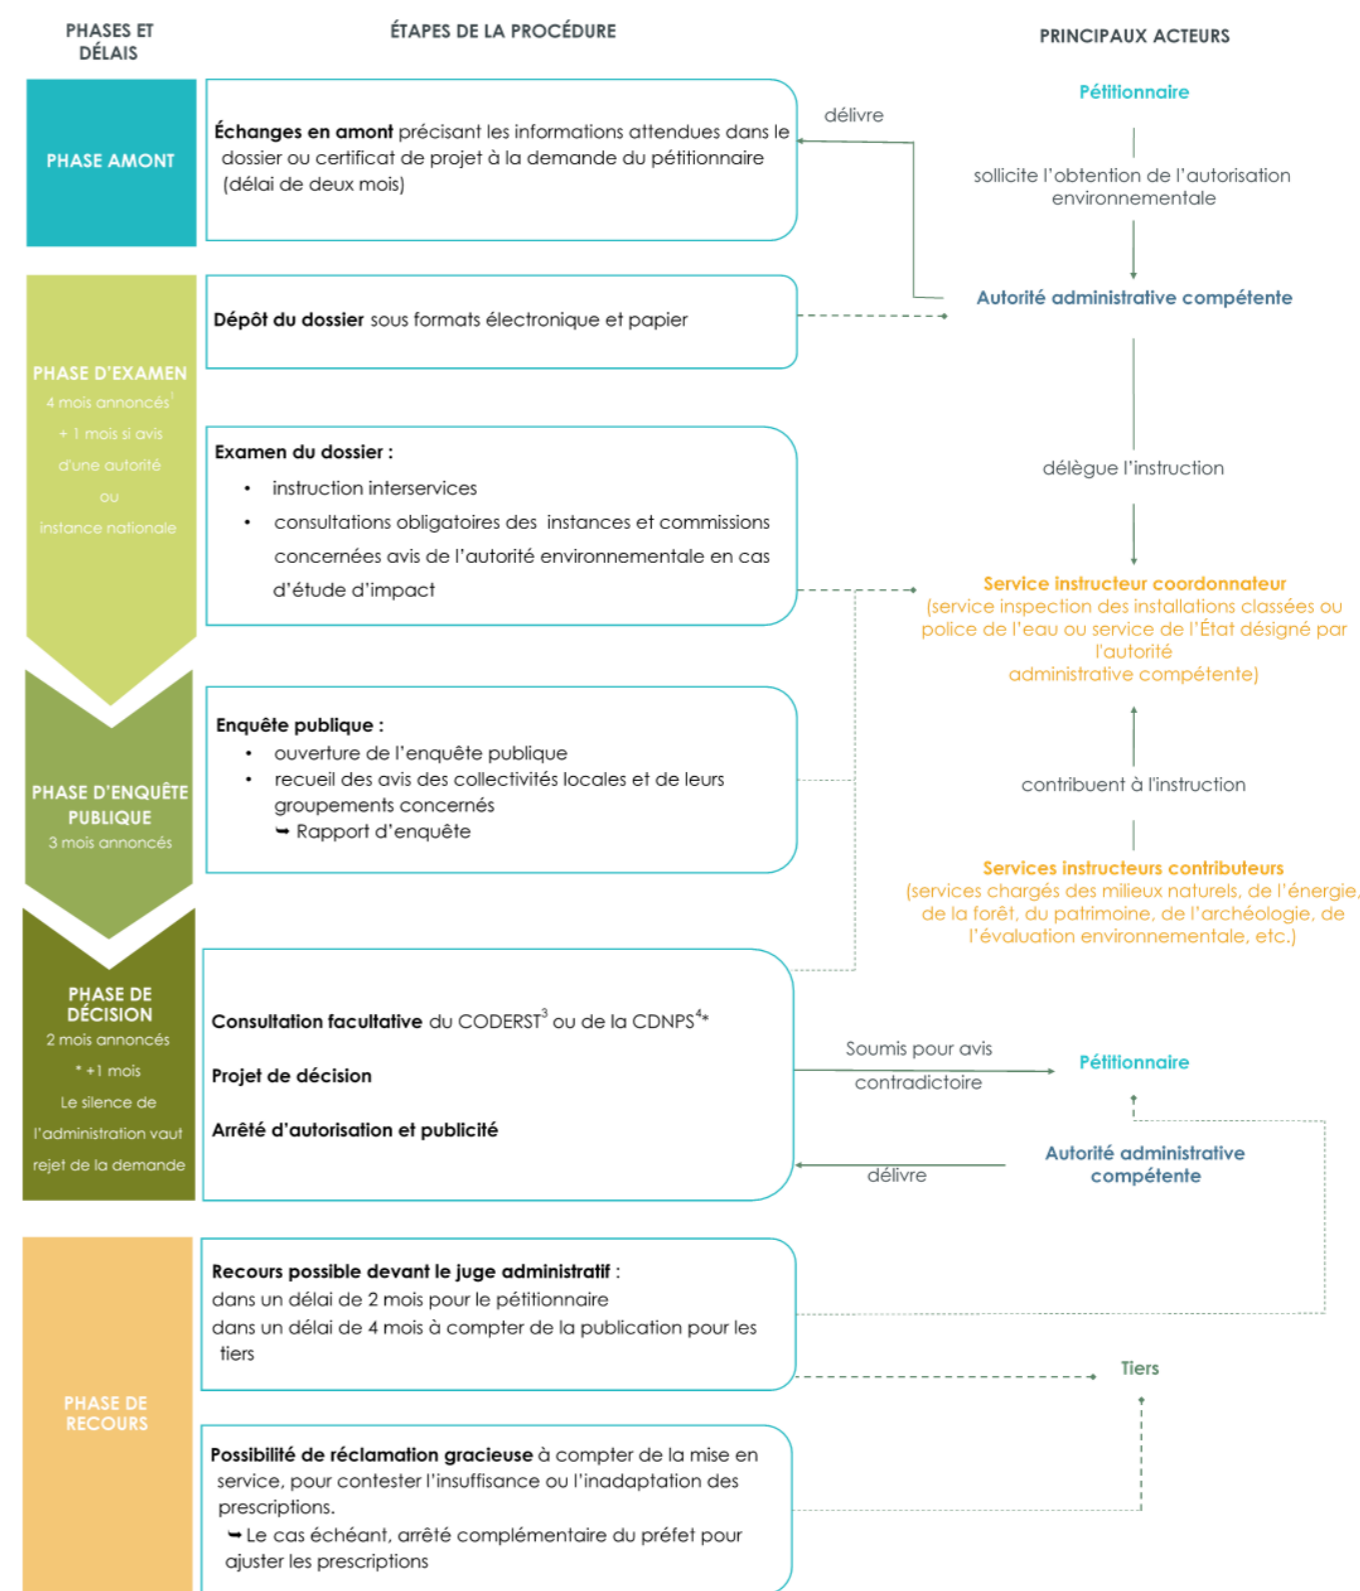 PHASES ET
DÉLAIS
ÉTAPES DE LA PROCÉDURE
PRINCIPAUX ACTEURS
PHASE AMONT
Échanges en amont précisant les informations attendues dans le
dossier ou certificat de projet à la demande du pétitionnaire
(délai de deux mois)
délivre
Pétitionnaire
sollicite l'obtention de l'autorisation
environnementale
Autorité administrative compétente
PHASE D'EXAMEN
4 mois annoncés¹
+ 1 mois si avis
d'une autorité
ou
instance nationale
Dépôt du dossier sous formats électronique et papier
Examen du dossier :
• instruction interservices
• consultations obligatoires des instances et commissions
concernées avis de l'autorité environnementale en cas
d'étude d'impact
délègue l'instruction
Service instructeur coordonnateur
(service inspection des installations classées ou
police de l'eau ou service de l'État désigné par
l'autorité
administrative compétente)
PHASE D'ENQUÊTE
PUBLIQUE
3 mois annoncés
Enquête publique :
• ouverture de l'enquête publique
• recueil des avis des collectivités locales et de leurs
groupements concernés
➥ Rapport d'enquête
contribuent à l'instruction
Services instructeurs contributeurs
(services chargés des milieux naturels, de l'énergie,
de la forêt, du patrimoine, de l'archéologie, de
l'évaluation environnementale, etc.)
PHASE DE
DÉCISION
2 mois annoncés
* +1 mois
Le silence de
l'administration vaut
rejet de la demande
Consultation facultative du CODERST³ ou de la CDNPS⁴*
Projet de décision
Arrêté d'autorisation et publicité
Soumis pour avis
contradictoire
Pétitionnaire
Autorité administrative
compétente
délivre
PHASE DE
RECOURS
Recours possible devant le juge administratif :
dans un délai de 2 mois pour le pétitionnaire
dans un délai de 4 mois à compter de la publication pour les
tiers
Tiers
Possibilité de réclamation gracieuse à compter de la mise en
service, pour contester l'insuffisance ou l'inadaptation des
prescriptions.
➥ Le cas échéant, arrêté complémentaire du préfet pour
ajuster les prescriptions